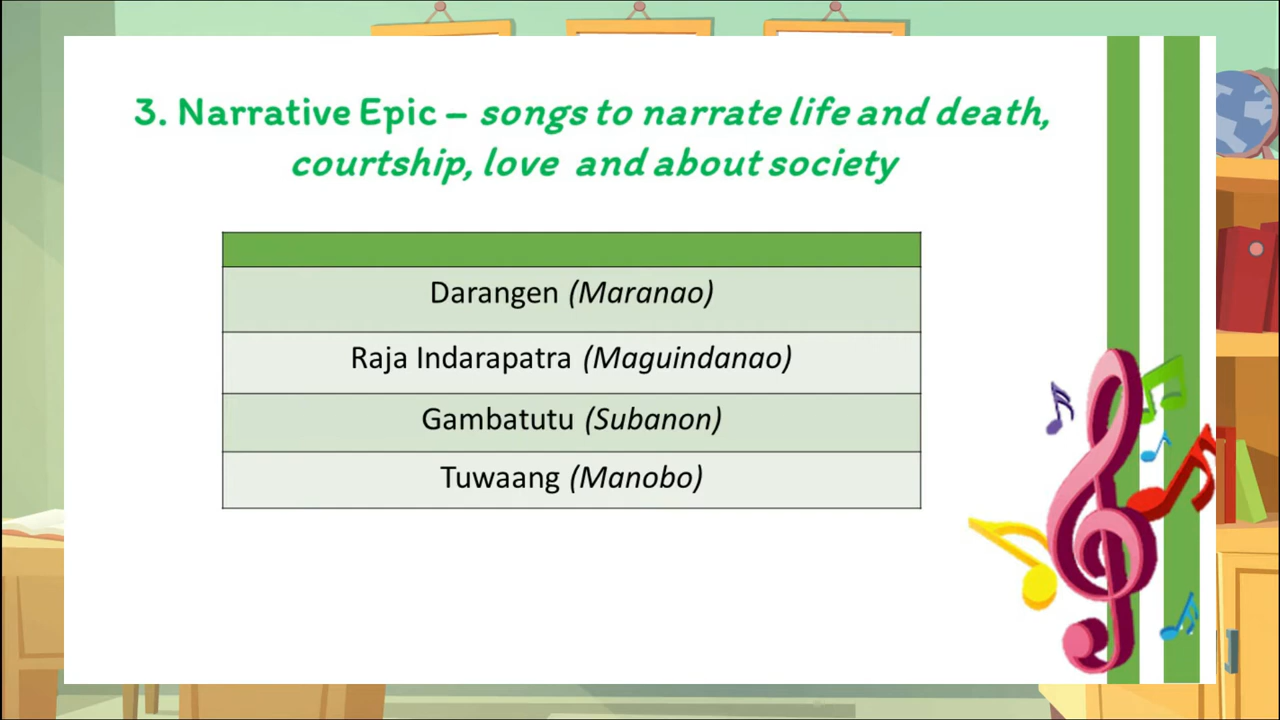 3. Narrative Epic – songs to narrate life and death,
courtship, love and about society
Darangen (Maranao)
Raja Indarapatra (Maguindanao)
Gambatutu (Subanon)
Tuwaang (Manobo)